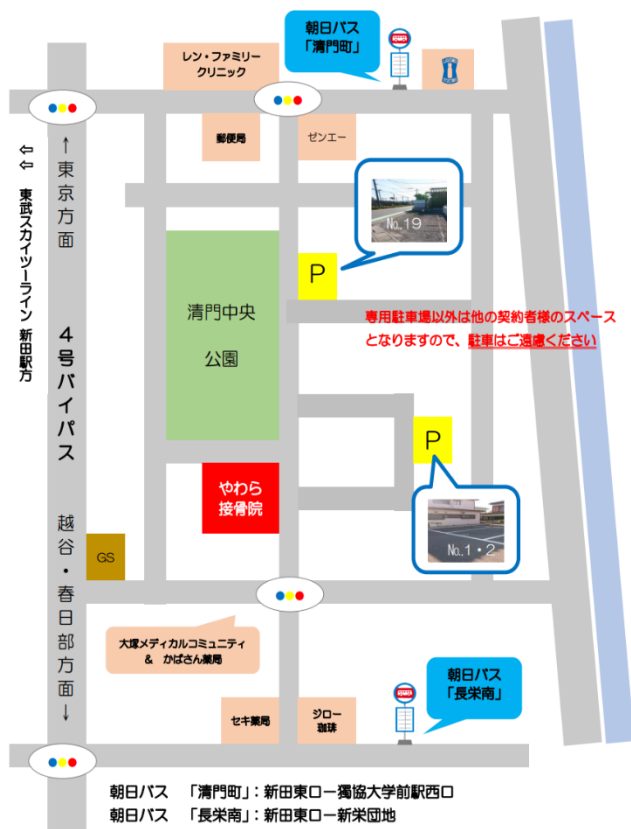 朝日バス
「清門町」
レン・ファミリー
クリニック
郵便局
ゼンエー
←東京方面
⇦⇦ 東武スカイツーライン 新田駅方
No.19
P
清門中央
公園
専用駐車場以外は他の契約者様のスペース
となりますので、駐車はご遠慮ください
4号バイパス
P
やわら
接骨院
No.1・2
GS
越谷・春日部方面→
大塚メディカルコミュニティ
& かばさん薬局
朝日バス
「長栄南」
セキ薬局
ジロー
珈琲
朝日バス 「清門町」:新田東口ー獨協大学前駅西口
朝日バス 「長栄南」:新田東口ー新栄団地